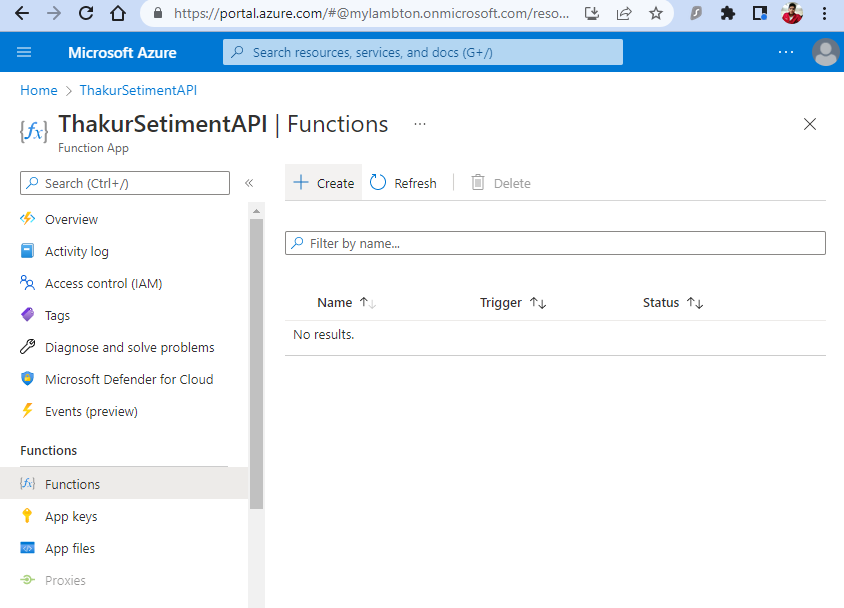 https://portal.azure.com/#@mylambton.onmicrosoft.com/reso...
Microsoft Azure
Search resources, services, and docs (G+/)
Home > ThakurSetimentAPI
{fx} ThakurSetimentAPI | Functions ...
Function App
Search (Ctrl+/)
Create
Refresh
Delete
Overview
Activity log
Access control (IAM)
Tags
Diagnose and solve problems
Microsoft Defender for Cloud
Events (preview)
Functions
Functions
App keys
App files
Proxies
Filter by name...
Name Trigger Status
No results.